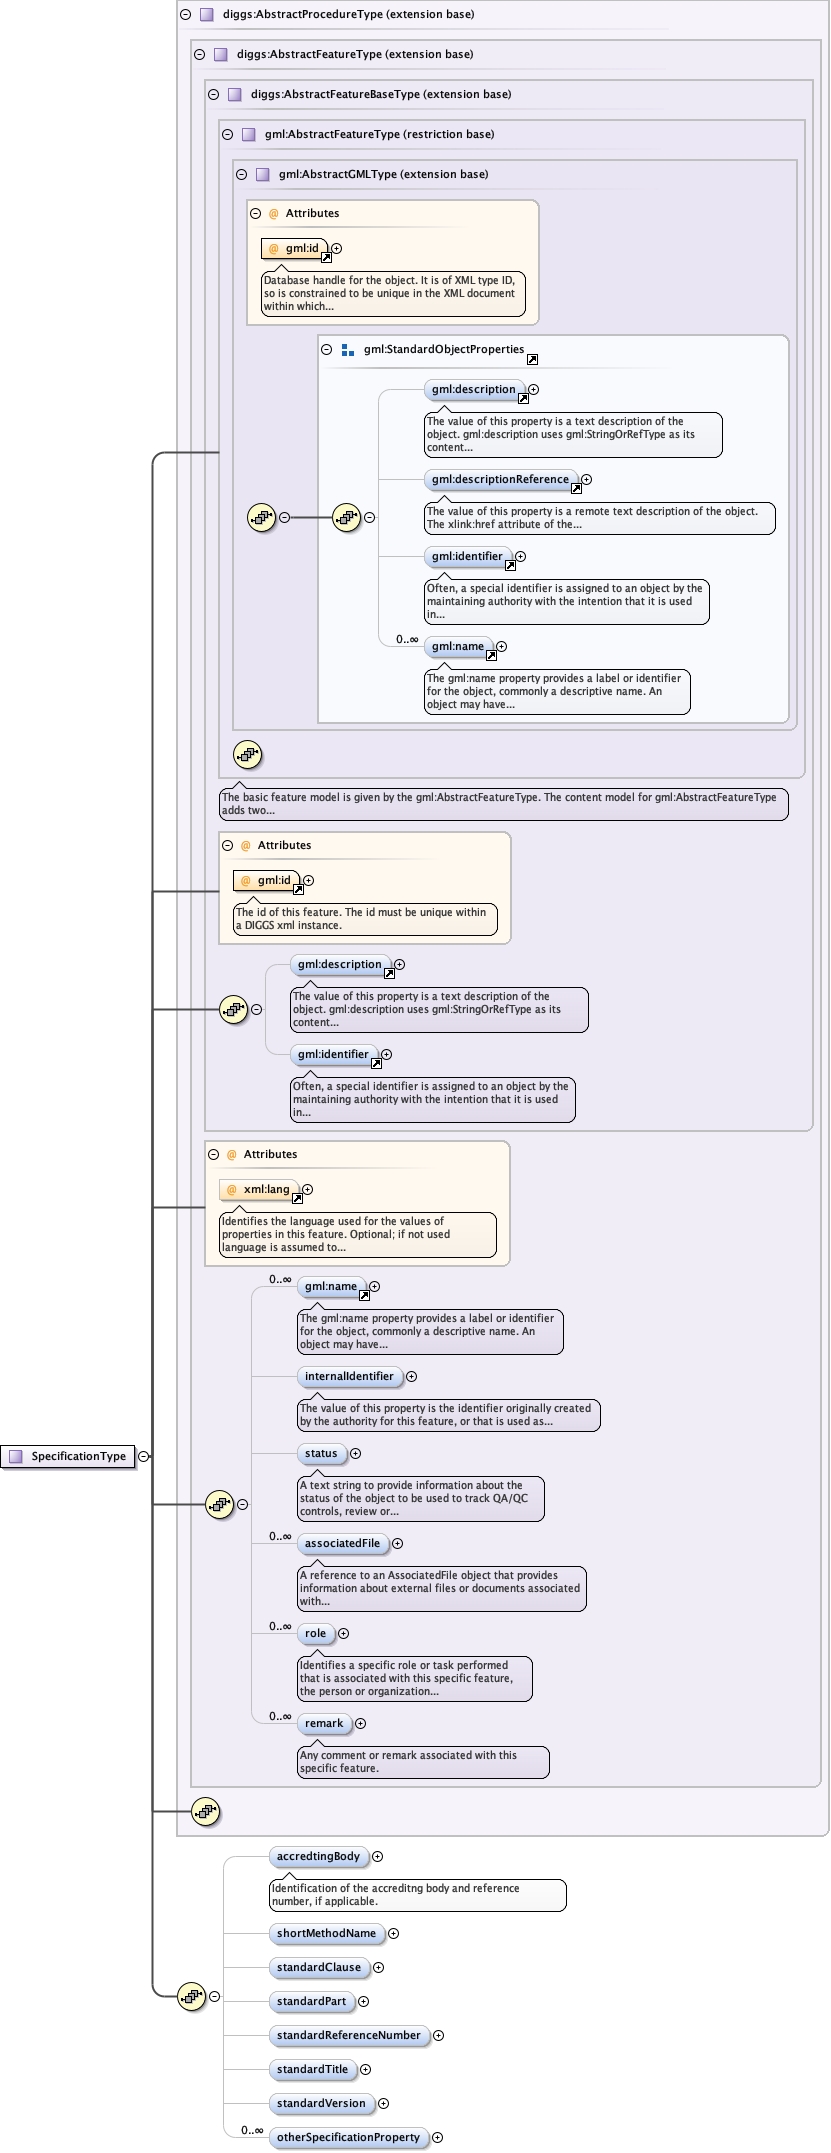 diggs:AbstractProcedureType (extension base)
diggs:AbstractFeatureType (extension base)
diggs:AbstractFeatureBaseType (extension base)
gml:AbstractFeatureType (restriction base)
gml:AbstractGMLType (extension base)
@ Attributes
@ gml:id
Database handle for the object. It is of XML type ID,
so is constrained to be unique in the XML document
within which...
gml:StandardObjectProperties
gml:description
The value of this property is a text description of the
object. gml:description uses gml:StringOrRefType as its
content...
gml:descriptionReference
The value of this property is a remote text description of the object.
The xlink:href attribute of the...
gml:identifier
Often, a special identifier is assigned to an object by the
maintaining authority with the intention that it is used
in...
0..∞
gml:name
The gml:name property provides a label or identifier
for the object, commonly a descriptive name. An
object may have...
The basic feature model is given by the gml:AbstractFeatureType. The content model for gml:AbstractFeatureType
adds two...
@ Attributes
@ gml:id
The id of this feature. The id must be unique within
a DIGGS xml instance.
gml:description
The value of this property is a text description of the
object. gml:description uses gml:StringOrRefType as its
content...
gml:identifier
Often, a special identifier is assigned to an object by the
maintaining authority with the intention that it is used
in...
@ Attributes
@ xml:lang
Identifies the language used for the values of
properties in this feature. Optional; if not used
language is assumed to...
0..∞
gml:name
The gml:name property provides a label or identifier
for the object, commonly a descriptive name. An
object may have...
internalIdentifier
The value of this property is the identifier originally created
by the authority for this feature, or that is used as...
SpecificationType
status
A text string to provide information about the
status of the object to be used to track QA/QC
controls, review or...
0..∞
associatedFile
A reference to an AssociatedFile object that provides
information about external files or documents associated
with...
0..∞
role
Identifies a specific role or task performed
that is associated with this specific feature,
the person or organization...
0..∞
remark
Any comment or remark associated with this
specific feature.
accredtingBody
Identification of the accreditng body and reference
number, if applicable.
shortMethodName
standardClause
standardPart
standardReferenceNumber
standardTitle
standardVersion
0..∞
otherSpecificationProperty